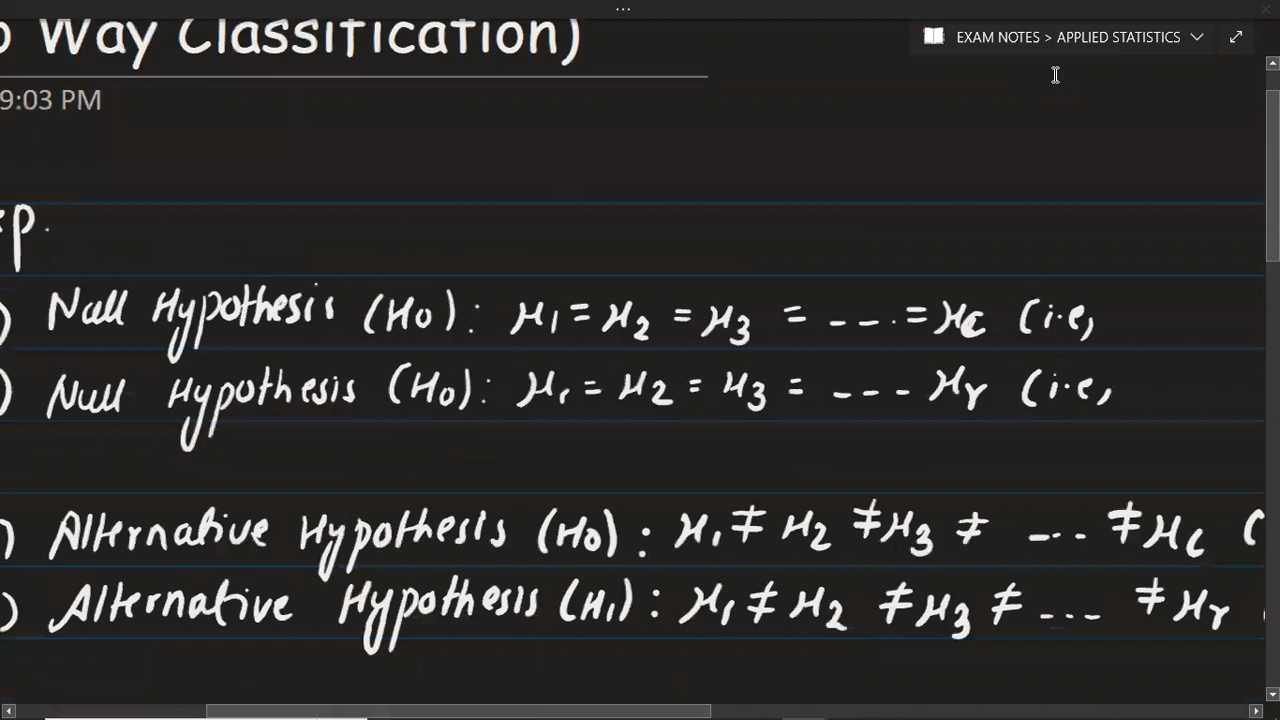 o Way Classification)
EXAM NOTES > APPLIED STATISTICS
9:03 PM
ep.
) Null Hypothesis (H0): μ1 = μ2 = μ3 = --. = μc (i.e,
) Null Hypothesis (H0): μ1 = μ2 = μ3 = --- μr (i.e,
) Alternative Hypothesis (H0): μ1 ≠ μ2 ≠ μ3 ≠ --.. ≠ μc (
) Alternative Hypothesis (H1): μ1 ≠ μ2 ≠ μ3 ≠ -... ≠ μr (